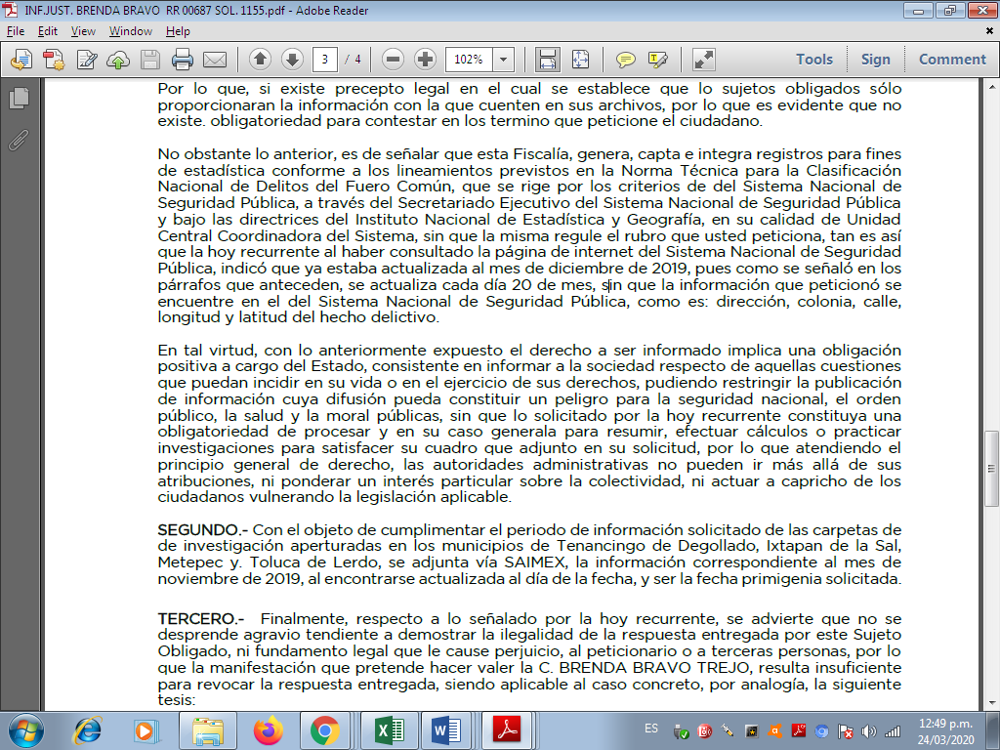 INFJUST. BRENDA BRAVO  RR 00687 SOL. 1155.pdf - Adobe Reader
File Edit View Window Help
3 / 4 102% Tools Sign Comment
Por lo que, si existe precepto legal en el cual se establece que lo sujetos obligados sólo
proporcionaran la información con la que cuenten en sus archivos, por lo que es evidente que no
existe. obligatoriedad para contestar en los termino que peticione el ciudadano.
No obstante lo anterior, es de señalar que esta Fiscalía, genera, capta e integra registros para fines
de estadística conforme a los lineamientos previstos en la Norma Técnica para la Clasificación
Nacional de Delitos del Fuero Común, que se rige por los criterios de del Sistema Nacional de
Seguridad Pública, a través del Secretariado Ejecutivo del Sistema Nacional de Seguridad Pública
y bajo las directrices del Instituto Nacional de Estadística y Geografía, en su calidad de Unidad
Central Coordinadora del Sistema, sin que la misma regule el rubro que usted peticiona, tan es así
que la hoy recurrente al haber consultado la página de internet del Sistema Nacional de Seguridad
Pública, indicó que ya estaba actualizada al mes de diciembre de 2019, pues como se señaló en los
párrafos que anteceden, se actualiza cada día 20 de mes, sin que la información que peticionó se
encuentre en el del Sistema Nacional de Seguridad Pública, como es: dirección, colonia, calle,
longitud y latitud del hecho delictivo.
En tal virtud, con lo anteriormente expuesto el derecho a ser informado implica una obligación
positiva a cargo del Estado, consistente en informar a la sociedad respecto de aquellas cuestiones
que puedan incidir en su vida o en el ejercicio de sus derechos, pudiendo restringir la publicación
de información cuya difusión pueda constituir un peligro para la seguridad nacional, el orden
público, la salud y la moral públicas, sin que lo solicitado por la hoy recurrente constituya una
obligatoriedad de procesar y en su caso generala para resumir, efectuar cálculos o practicar
investigaciones para satisfacer su cuadro que adjunto en su solicitud, por lo que atendiendo el
principio general de derecho, las autoridades administrativas no pueden ir más allá de sus
atribuciones, ni ponderar un interés particular sobre la colectividad, ni actuar a capricho de los
ciudadanos vulnerando la legislación aplicable.
SEGUNDO.- Con el objeto de cumplimentar el periodo de información solicitado de las carpetas de
de investigación aperturadas en los municipios de Tenancingo de Degollado, Ixtapan de la Sal,
Metepec y. Toluca de Lerdo, se adjunta vía SAIMEX, la información correspondiente al mes de
noviembre de 2019, al encontrarse actualizada al día de la fecha, y ser la fecha primigenia solicitada.
TERCERO.-  Finalmente, respecto a lo señalado por la hoy recurrente, se advierte que no se
desprende agravio tendiente a demostrar la ilegalidad de la respuesta entregada por este Sujeto
Obligado, ni fundamento legal que le cause perjuicio, al peticionario o a terceras personas, por lo
que la manifestación que pretende hacer valer la C. BRENDA BRAVO TREJO, resulta insuficiente
para revocar la respuesta entregada, siendo aplicable al caso concreto, por analogía, la siguiente
tesis:
ES 12:49 p.m.
24/03/2020